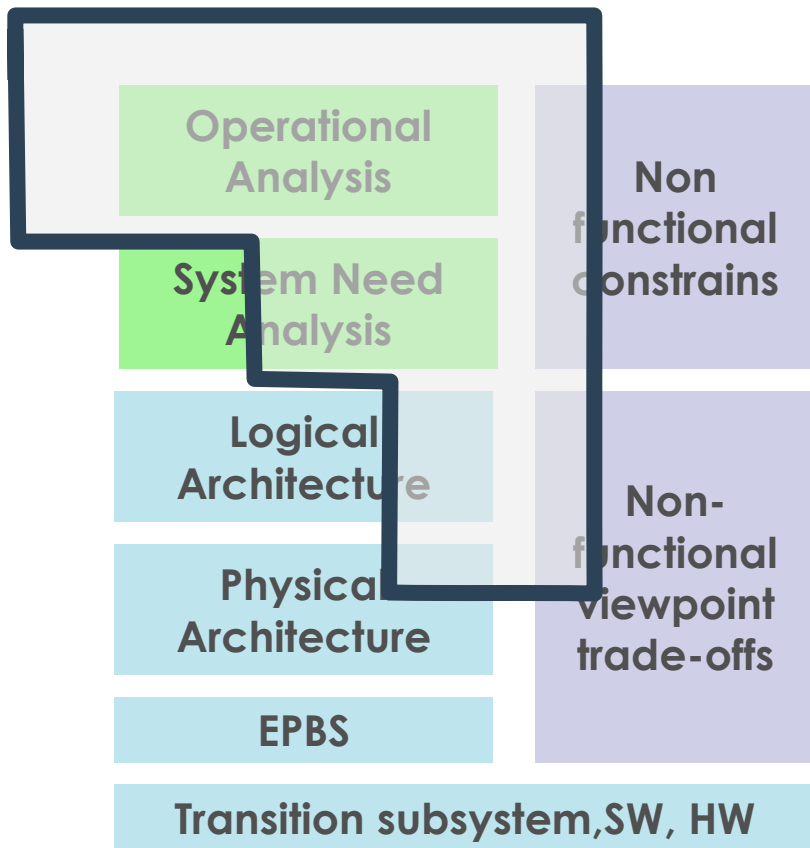 Operational
Analysis
Non
functional
constrains
System Need
Analysis
Logical
Architecture
Non-
functional
viewpoint
trade-offs
Physical
Architecture
EPBS
Transition subsystem,SW, HW